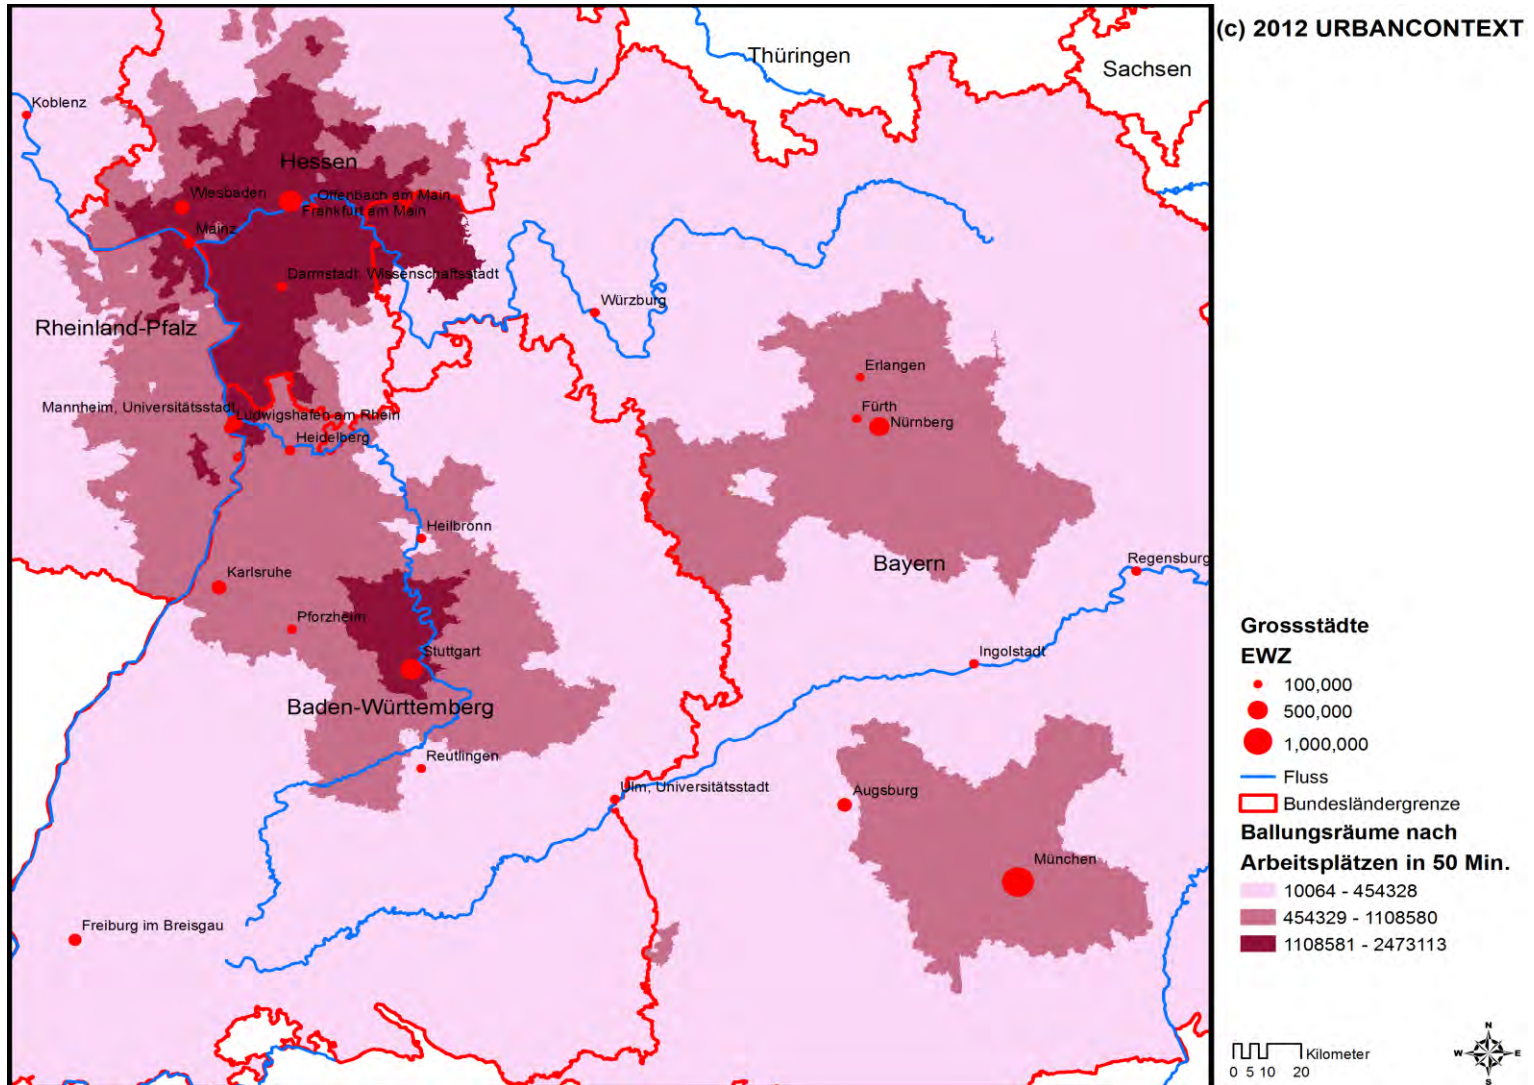 (c) 2012 URBANCONTEXT
Thüringen
Sachsen
Koblenz
Hessen
Wiesbaden
Offenbach am Main
Frankfurt am Main
Mainz
Darmstadt, Wissenschaftsstadt
Würzburg
Rheinland-Pfalz
Erlangen
Mannheim, Universitätsstadt
Ludwigshafen am Rhein
Fürth
Nürnberg
Heidelberg
Heilbronn
Bayern
Regensburg
Karlsruhe
Pforzheim
Stuttgart
Ingolstadt
Baden-Württemberg
Reutlingen
Ulm, Universitätsstadt
Augsburg
München
Freiburg im Breisgau
Grossstädte
EWZ
100,000
500,000
1,000,000
Fluss
Bundesländergrenze
Ballungsräume nach
Arbeitsplätzen in 50 Min.
10064 - 454328
454329 - 1108580
1108581 - 2473113
Kilometer
0 5 10 20
N
W E
S